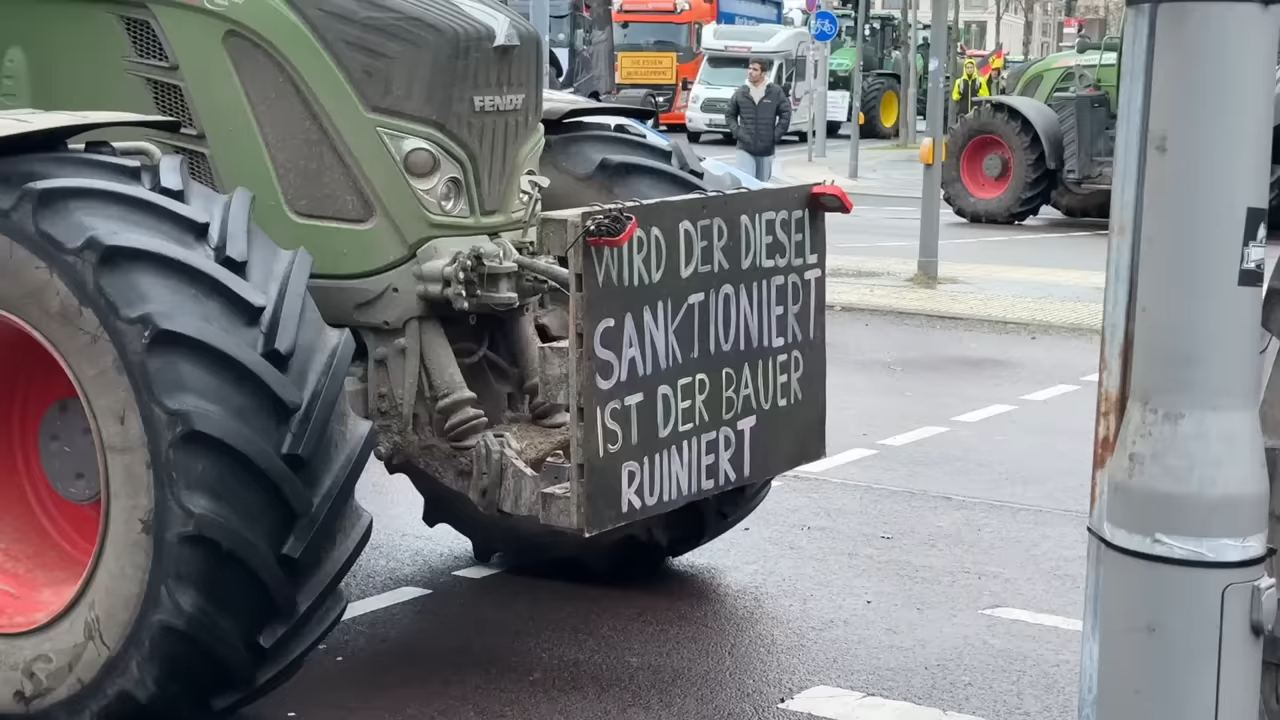 FENDT
WIRD DER DIESEL
SANKTIONIERT
IST DER BAUER
RUINIERT